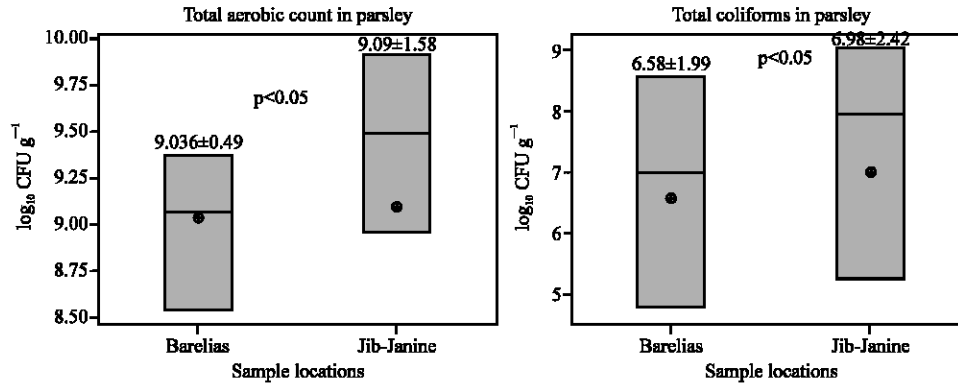 Total aerobic count in parsley
10.00
9.75
9.50
9.25
9.00
8.75
8.50
log₁₀ CFU g⁻¹
9.036±0.49
p<0.05
9.09±1.58
Barelias
Jib-Janine
Sample locations
Total coliforms in parsley
9
8
7
6
5
log₁₀ CFU g⁻¹
6.58±1.99
p<0.05
6.98±2.42
Barelias
Jib-Janine
Sample locations